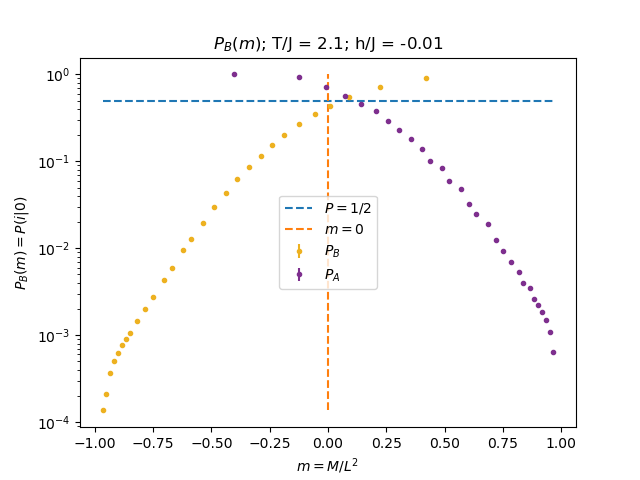 $P_B(m)$; T/J = 2.1; h/J = -0.01
$P_B(m) = P(i|0)$
10⁰
10⁻¹
10⁻²
10⁻³
10⁻⁴
P = 1/2
m = 0
$P_B$
$P_A$
−1.00 −0.75 −0.50 −0.25 0.00 0.25 0.50 0.75 1.00
$m = M/L^2$